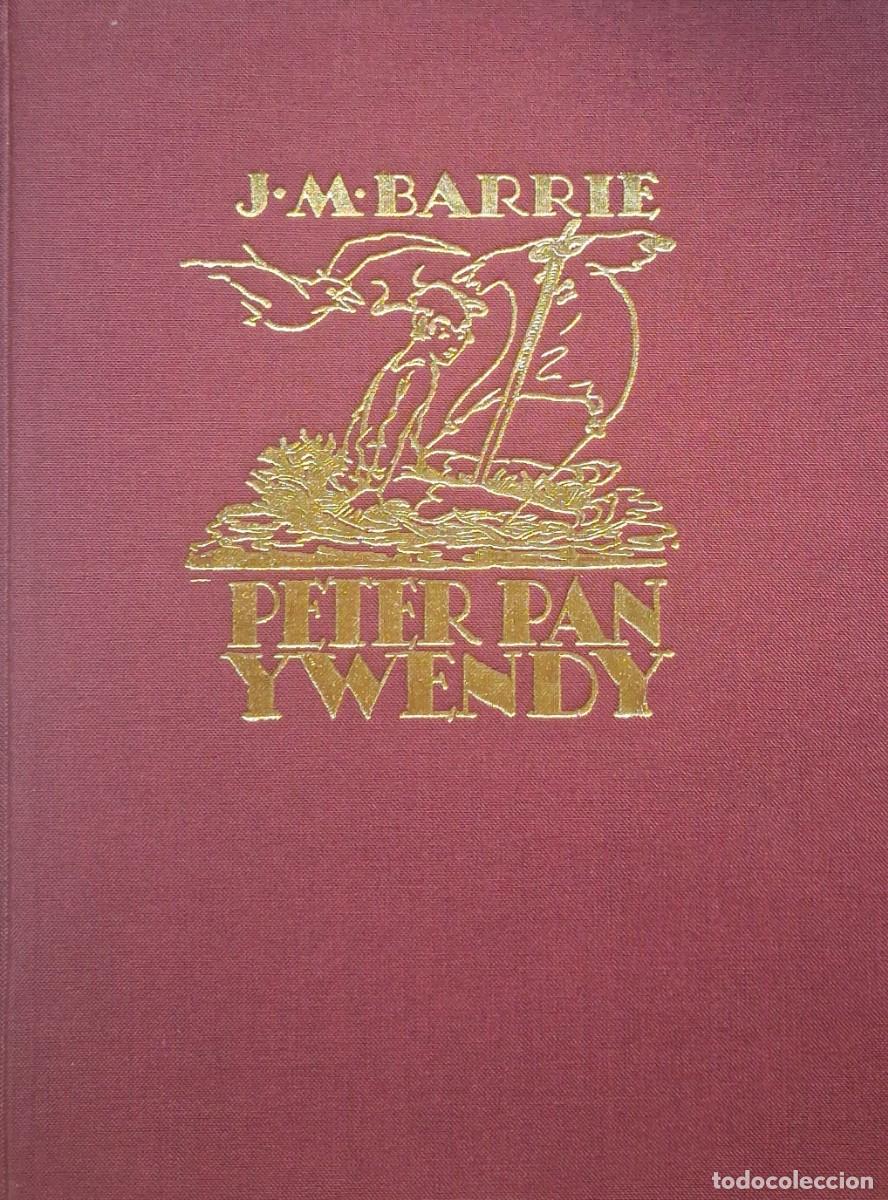 J·M·BARRIE
PETER PAN
Y WENDY
todocoleccion